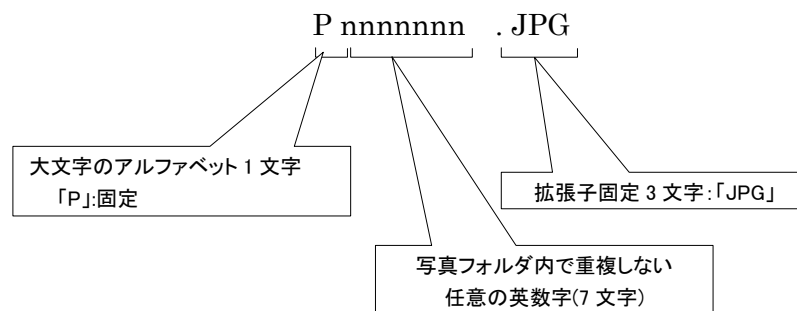 P nnnnnnn .JPG
大文字のアルファベット 1 文字
「P」:固定
拡張子固定 3 文字:「JPG」
写真フォルダ内で重複しない
任意の英数字(7 文字)